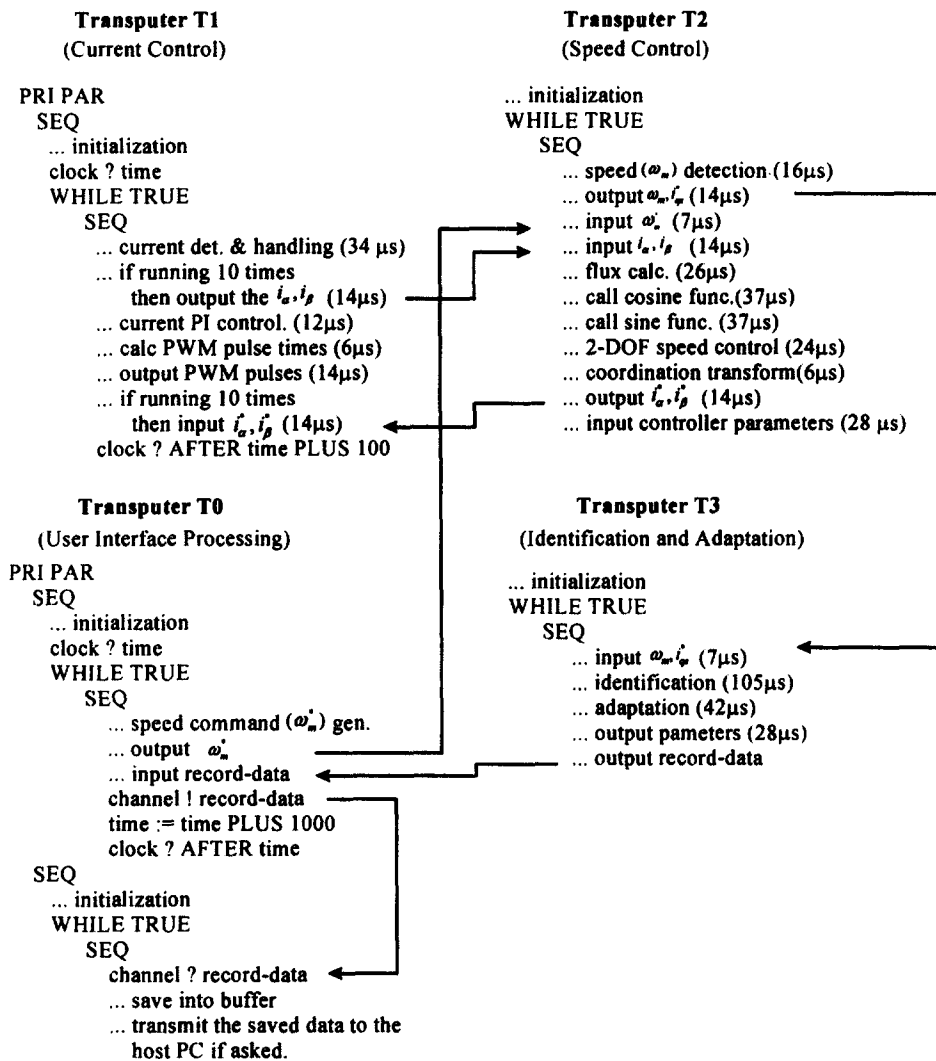 Transputer T1
(Current Control)
PRI PAR
SEQ
... initialization
clock ? time
WHILE TRUE
SEQ
... current det. & handling (34 μs)
... if running 10 times
then output the iα, iβ (14μs)
... current PI control. (12μs)
... calc PWM pulse times (6μs)
... output PWM pulses (14μs)
... if running 10 times
then input i*α, i*β (14μs)
clock ? AFTER time PLUS 100
Transputer T2
(Speed Control)
... initialization
WHILE TRUE
SEQ
... speed (ωm) detection (16μs)
... output ωm, i*qs (14μs)
... input ω*m (7μs)
... input iα, iβ (14μs)
... flux calc. (26μs)
... call cosine func.(37μs)
... call sine func. (37μs)
... 2-DOF speed control (24μs)
... coordination transform(6μs)
... output i*α, i*β (14μs)
... input controller parameters (28 μs)
Transputer T0
(User Interface Processing)
PRI PAR
SEQ
... initialization
clock ? time
WHILE TRUE
SEQ
... speed command (ω*m) gen.
... output ω*m
... input record-data
channel ! record-data
time := time PLUS 1000
clock ? AFTER time
SEQ
... initialization
WHILE TRUE
SEQ
channel ? record-data
... save into buffer
... transmit the saved data to the
host PC if asked.
Transputer T3
(Identification and Adaptation)
... initialization
WHILE TRUE
SEQ
... input ωm, i*qs (7μs)
... identification (105μs)
... adaptation (42μs)
... output pameters (28μs)
... output record-data